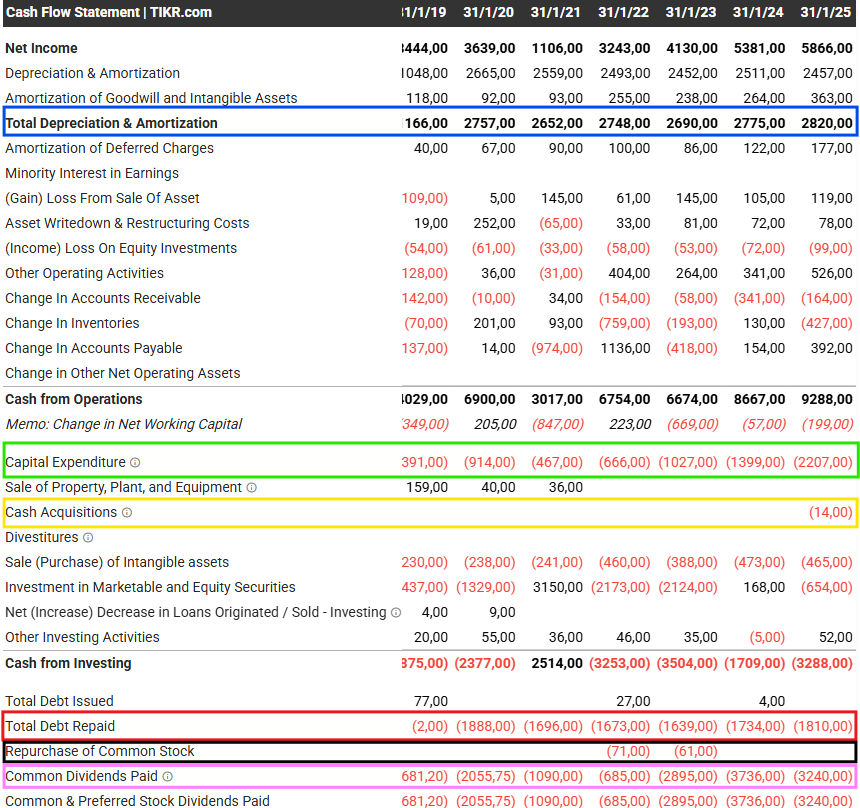 Cash Flow Statement | TIKR.com 31/1/19 31/1/20 31/1/21 31/1/22 31/1/23 31/1/24 31/1/25
Net Income 3639,00 1106,00 3243,00 4130,00 5381,00 5866,00
Depreciation & Amortization 1048,00 2665,00 2559,00 2493,00 2452,00 2511,00 2457,00
Amortization of Goodwill and Intangible Assets 118,00 92,00 93,00 255,00 238,00 264,00 363,00
Total Depreciation & Amortization 166,00 2757,00 2652,00 2748,00 2690,00 2775,00 2820,00
Amortization of Deferred Charges 40,00 67,00 90,00 100,00 86,00 122,00 177,00
Minority Interest in Earnings
(Gain) Loss From Sale Of Asset 109,00) 5,00 145,00 61,00 145,00 105,00 119,00
Asset Writedown & Restructuring Costs 19,00 252,00 (65,00) 33,00 81,00 72,00 78,00
(Income) Loss On Equity Investments (54,00) (61,00) (33,00) (58,00) (53,00) (72,00) (99,00)
Other Operating Activities 128,00) 36,00 (31,00) 404,00 264,00 341,00 526,00
Change In Accounts Receivable 142,00) (10,00) 34,00 (154,00) (58,00) (341,00) (164,00)
Change In Inventories (70,00) 201,00 93,00 (759,00) (193,00) 130,00 (427,00)
Change In Accounts Payable 137,00) 14,00 (974,00) 1136,00 (418,00) 154,00 392,00
Change in Other Net Operating Assets
Cash from Operations 6900,00 3017,00 6754,00 6674,00 8667,00 9288,00
Memo: Change in Net Working Capital 349,00) 205,00 (847,00) 223,00 (669,00) (57,00) (199,00)
Capital Expenditure 391,00) (914,00) (467,00) (666,00) (1027,00) (1399,00) (2207,00)
Sale of Property, Plant, and Equipment 159,00 40,00 36,00
Cash Acquisitions (14,00)
Divestitures
Sale (Purchase) of Intangible assets 230,00) (238,00) (241,00) (460,00) (388,00) (473,00) (465,00)
Investment in Marketable and Equity Securities 437,00) (1329,00) 3150,00 (2173,00) (2124,00) 168,00 (654,00)
Net (Increase) Decrease in Loans Originated / Sold - Investing 4,00 9,00
Other Investing Activities 20,00 55,00 36,00 46,00 35,00 (5,00) 52,00
Cash from Investing 875,00) (2377,00) 2514,00 (3253,00) (3504,00) (1709,00) (3288,00)
Total Debt Issued 77,00 27,00 4,00
Total Debt Repaid (2,00) (1888,00) (1696,00) (1673,00) (1639,00) (1734,00) (1810,00)
Repurchase of Common Stock (71,00) (61,00)
Common Dividends Paid 681,20) (2055,75) (1090,00) (685,00) (2895,00) (3736,00) (3240,00)
Common & Preferred Stock Dividends Paid 681,20) (2055,75) (1090,00) (685,00) (2895,00) (3736,00) (3240,00)